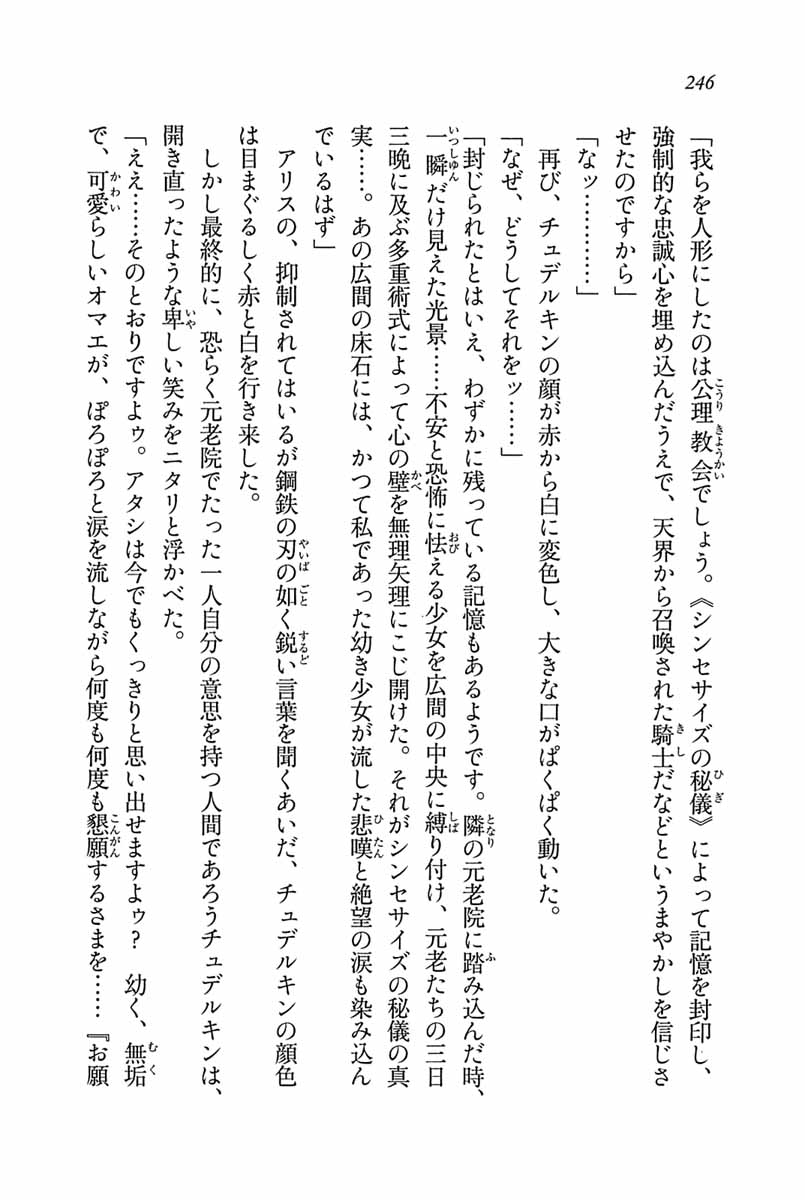 246
「我らを人形にしたのは公理教会でしょう。《シンセサイズの秘儀》によって記憶を封印し、
強制的な忠誠心を埋め込んだうえで、天界から召喚された騎士だなどというまやかしを信じさ
せたのですから」
「なッ…………」
再び、チュデルキンの顔が赤から白に変色し、大きな口がぱくぱく動いた。
「なぜ、どうしてそれをッ……」
「封じられたとはいえ、わずかに残っている記憶もあるようです。隣の元老院に踏み込んだ時、
一瞬だけ見えた光景……不安と恐怖に怯える少女を広間の中央に縛り付け、元老たちの三日
三晩に及ぶ多重術式によって心の壁を無理矢理にこじ開けた。それがシンセサイズの秘儀の真
実……。あの広間の床石には、かつて私であった幼き少女が流した悲嘆と絶望の涙も染み込ん
でいるはず」
アリスの、抑制されてはいるが鋼鉄の刃の如く鋭い言葉を聞くあいだ、チュデルキンの顔色
は目まぐるしく赤と白を行き来した。
しかし最終的に、恐らく元老院でたった一人自分の意思を持つ人間であろうチュデルキンは、
開き直ったような卑しい笑みをニタリと浮かべた。
「ええ……そのとおりですよゥ。アタシは今でもくっきりと思い出せますよゥ？　幼く、無垢
で、可愛らしいオマエが、ぽろぽろと涙を流しながら何度も何度も懇願するさまを……『お願